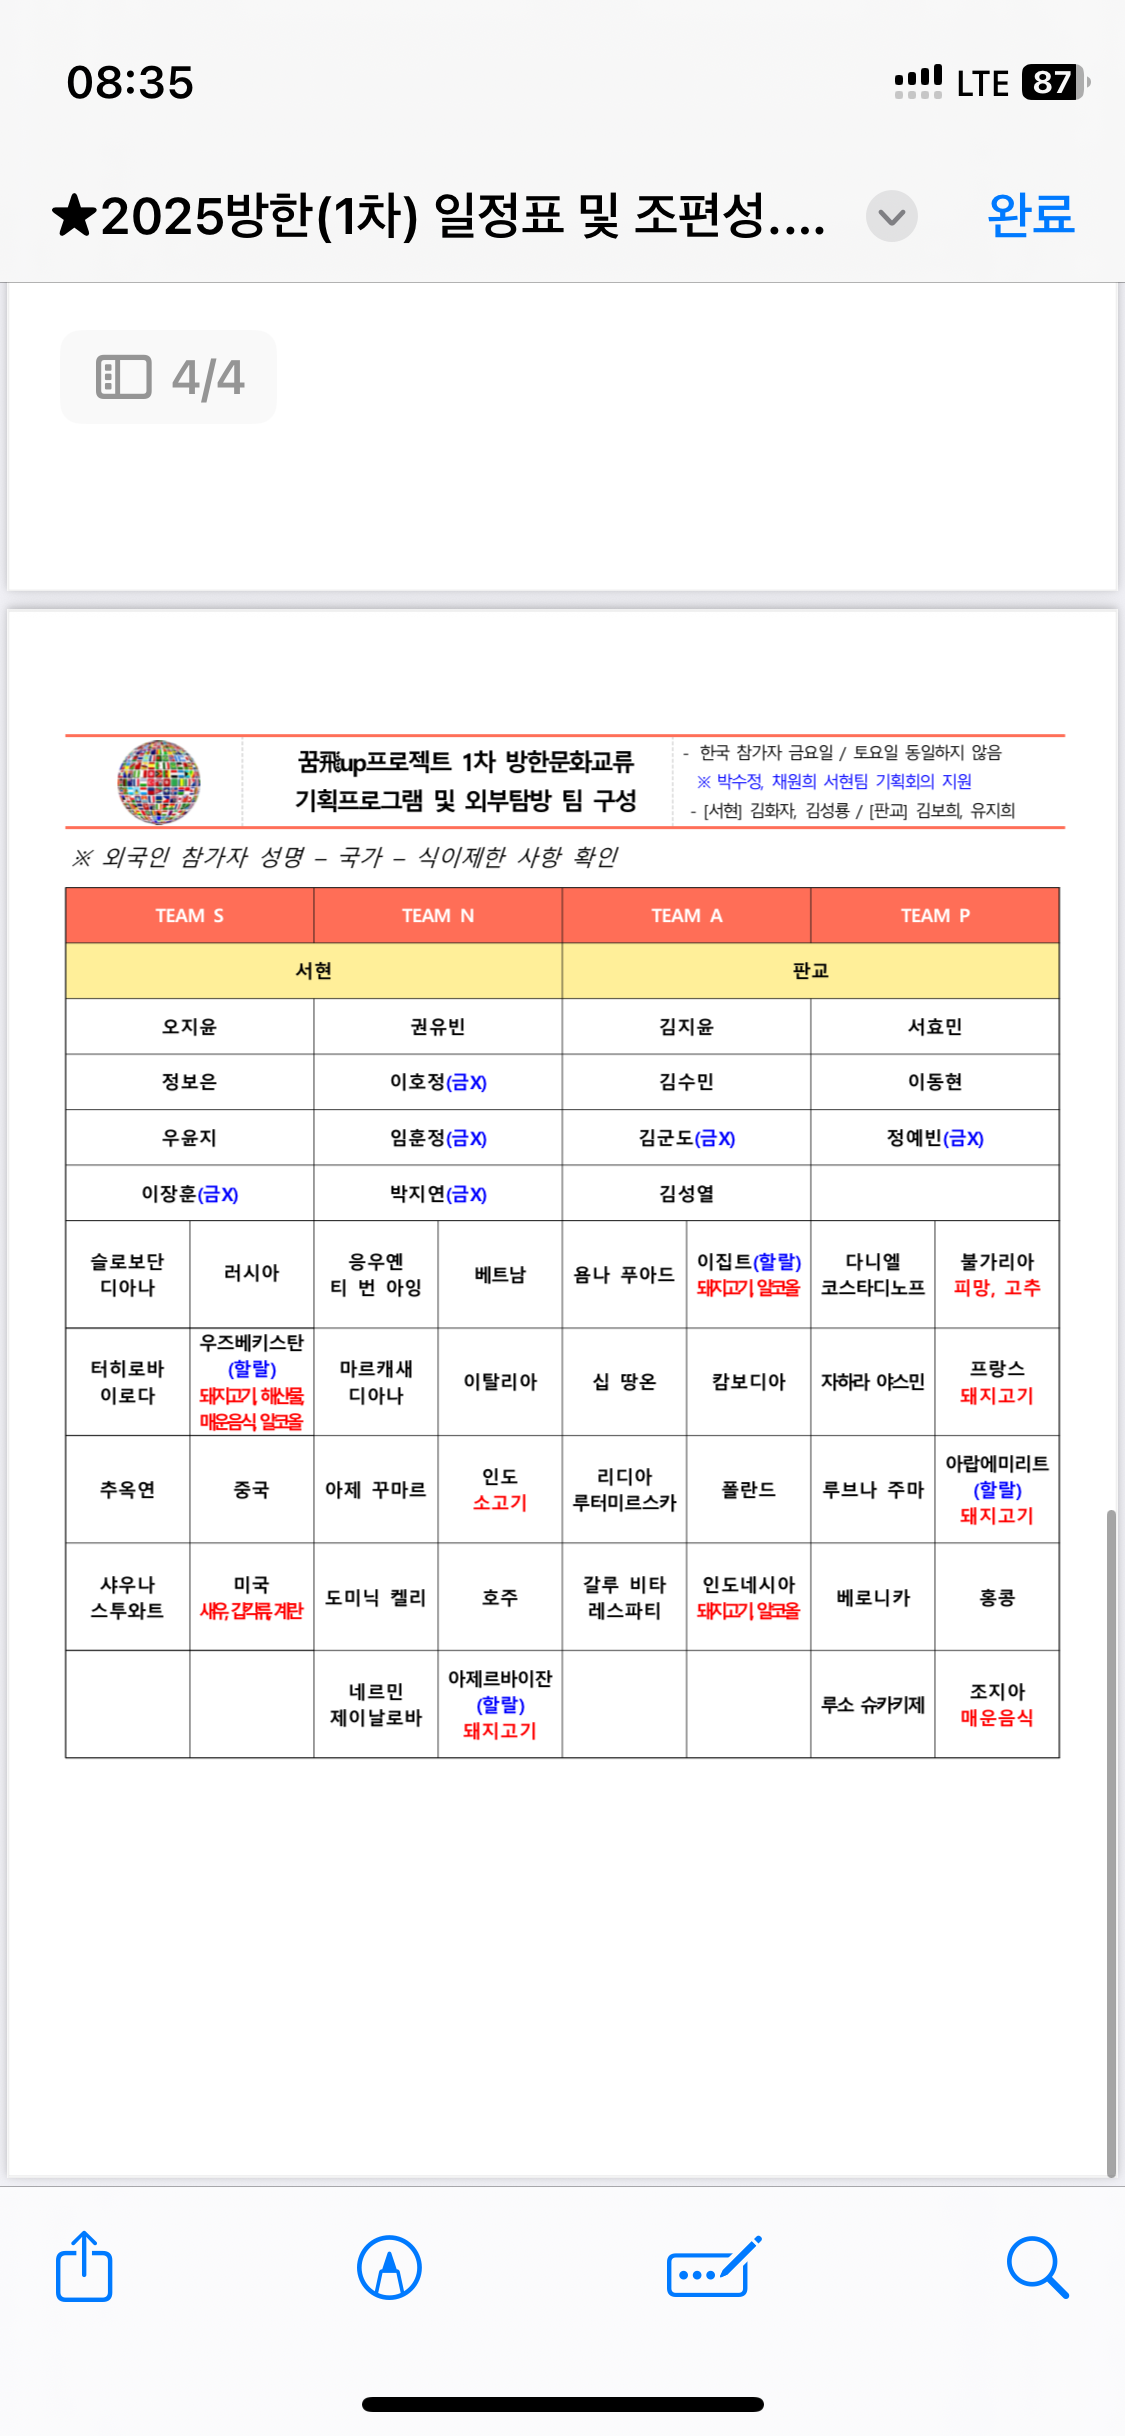 08:35
LTE 87
★2025방한(1차) 일정표 및 조편성....
완료
4/4
꿈飛up프로젝트 1차 방한문화교류
기획프로그램 및 외부탐방 팀 구성
- 한국 참가자 금요일 / 토요일 동일하지 않음
※ 박수정, 채원희 서현팀 기획회의 지원
- [서현] 김화자, 김성룡 / [판교] 김보희, 유지희
※ 외국인 참가자 성명 – 국가 – 식이제한 사항 확인
TEAM S TEAM N TEAM A TEAM P
서현 판교
오지윤 권유빈 김지윤 서효민
정보은 이호정(금X) 김수민 이동현
우윤지 임훈정(금X) 김군도(금X) 정예빈(금X)
이장훈(금X) 박지연(금X) 김성열
슬로보단
디아나
러시아
응우옌
티 번 아잉
베트남
욤나 푸아드
이집트(할랄)
돼지고기, 알코올
다니엘
코스타디노프
불가리아
피망, 고추
터히로바
이로다
우즈베키스탄
(할랄)
돼지고기, 해산물,
매운음식, 알코올
마르캐새
디아나
이탈리아
십 땅온
캄보디아
자하라 야스민
프랑스
돼지고기
추옥연
중국
아제 꾸마르
인도
소고기
리디아
루터미르스카
폴란드
루브나 주마
아랍에미리트
(할랄)
돼지고기
샤우나
스투와트
미국
새우, 갑각류, 계란
도미닉 켈리
호주
갈루 비타
레스파티
인도네시아
돼지고기, 알코올
베로니카
홍콩
네르민
제이날로바
아제르바이잔
(할랄)
돼지고기
루소 슈카키제
조지아
매운음식